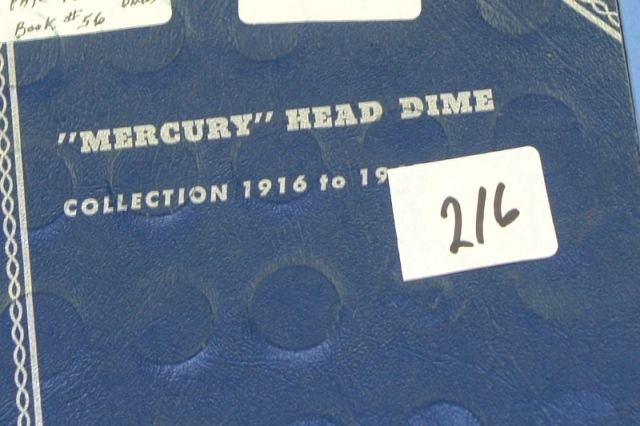 Book #56
"MERCURY" HEAD DIME
COLLECTION 1916 to 19
216